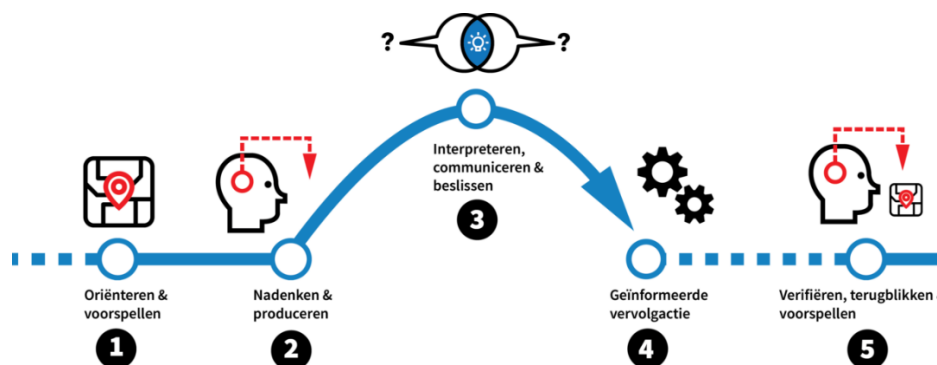 ? ?
Interpreteren,
communiceren &
beslissen
3
Oriënteren &
voorspellen
1
Nadenken &
produceren
2
Geïnformeerde
vervolgactie
4
Verifiëren, terugblikken
voorspellen
5